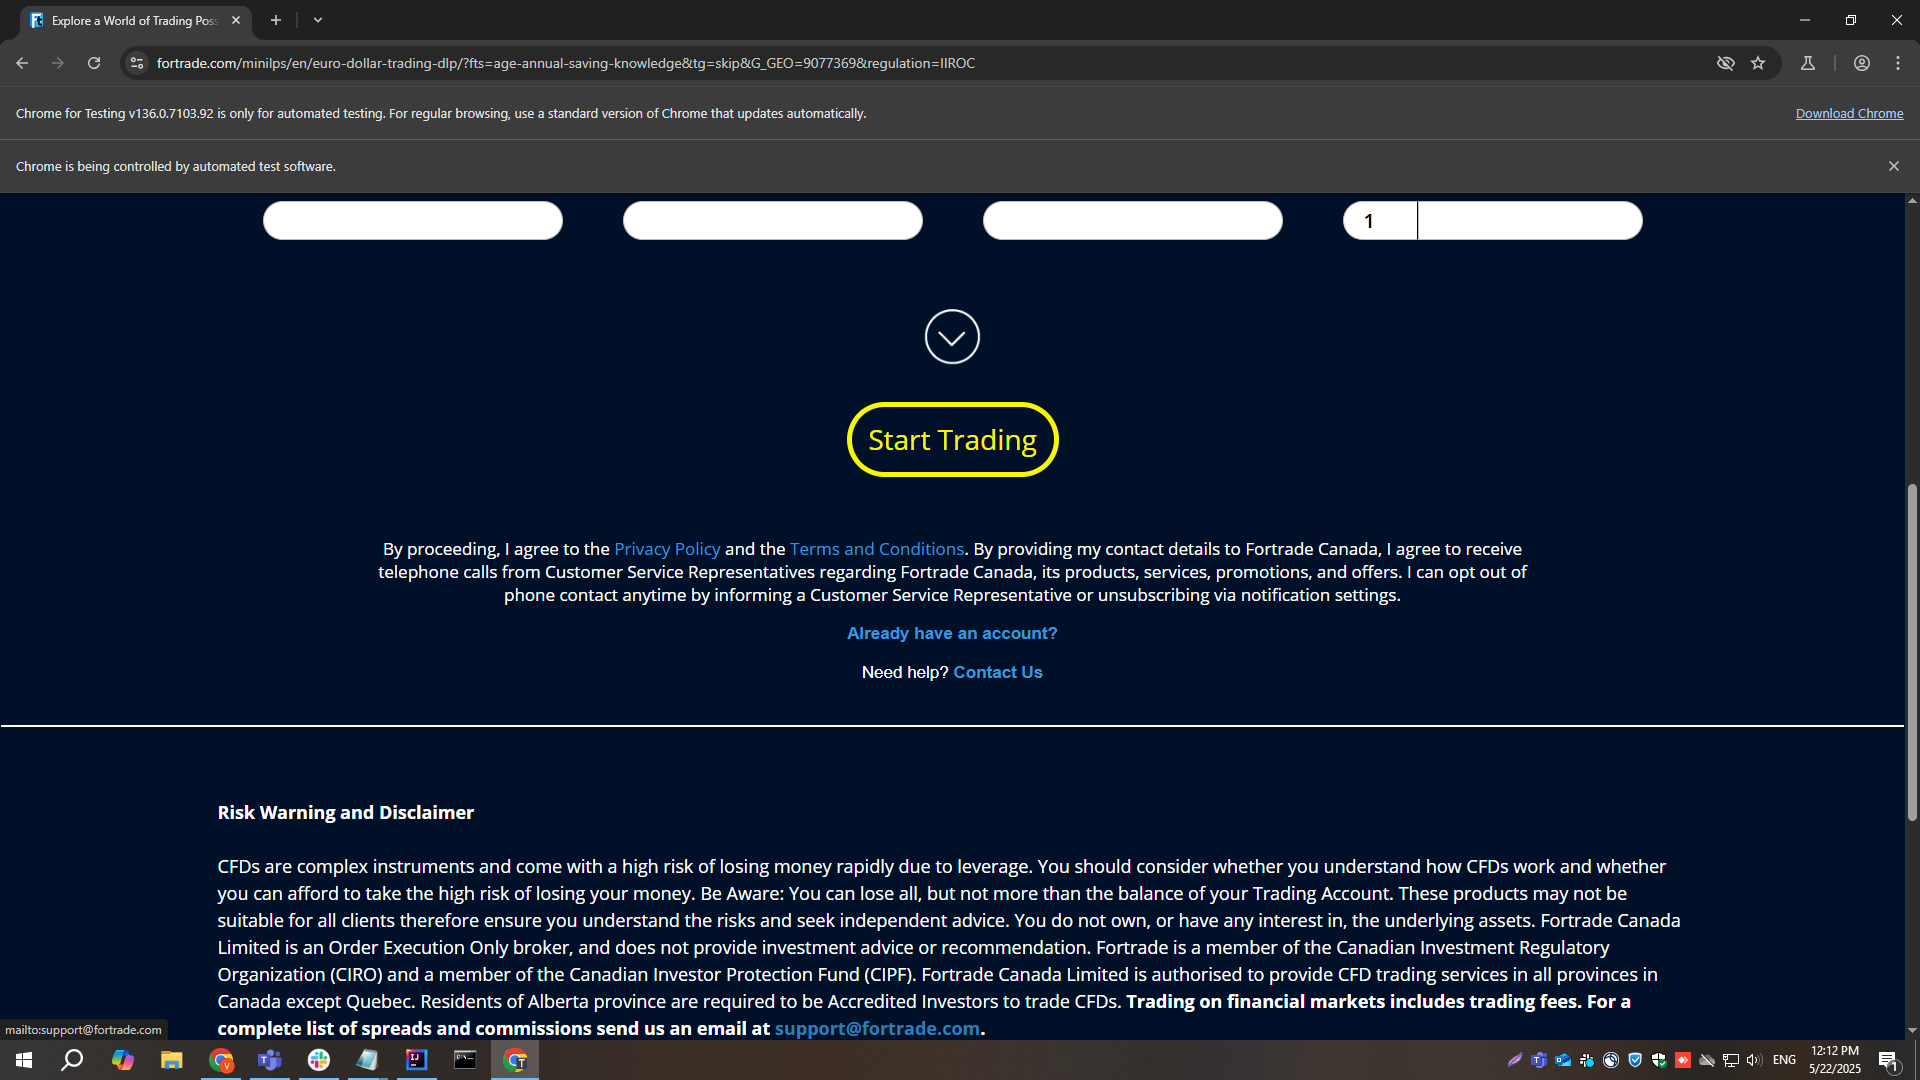 Explore a World of Trading Poss
fortrade.com/minilps/en/euro-dollar-trading-dlp/?fts=age-annual-saving-knowledge&tg=skip&G_GEO=9077369&regulation=IIROC
Chrome for Testing v136.0.7103.92 is only for automated testing. For regular browsing, use a standard version of Chrome that updates automatically.
Download Chrome
Chrome is being controlled by automated test software.
1
Start Trading
By proceeding, I agree to the Privacy Policy and the Terms and Conditions. By providing my contact details to Fortrade Canada, I agree to receive
telephone calls from Customer Service Representatives regarding Fortrade Canada, its products, services, promotions, and offers. I can opt out of
phone contact anytime by informing a Customer Service Representative or unsubscribing via notification settings.
Already have an account?
Need help? Contact Us
Risk Warning and Disclaimer
CFDs are complex instruments and come with a high risk of losing money rapidly due to leverage. You should consider whether you understand how CFDs work and whether
you can afford to take the high risk of losing your money. Be Aware: You can lose all, but not more than the balance of your Trading Account. These products may not be
suitable for all clients therefore ensure you understand the risks and seek independent advice. You do not own, or have any interest in, the underlying assets. Fortrade Canada
Limited is an Order Execution Only broker, and does not provide investment advice or recommendation. Fortrade is a member of the Canadian Investment Regulatory
Organization (CIRO) and a member of the Canadian Investor Protection Fund (CIPF). Fortrade Canada Limited is authorised to provide CFD trading services in all provinces in
Canada except Quebec. Residents of Alberta province are required to be Accredited Investors to trade CFDs. Trading on financial markets includes trading fees. For a
complete list of spreads and commissions send us an email at support@fortrade.com.
mailto:support@fortrade.com
ENG
12:12 PM
5/22/2025
1